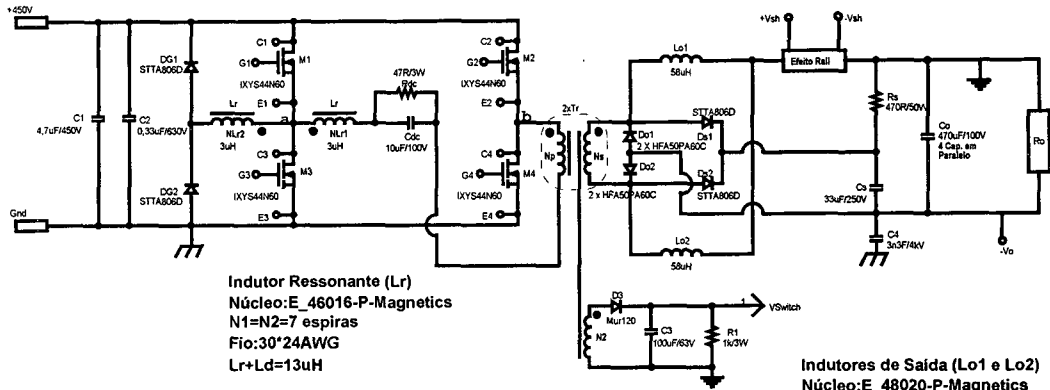 +450V
+Vsh
-Vsh
C1
C2
Lo1
DG1
STTA806D
G1
M1
G2
M2
Efeito Rall
IXYS44N60
IXYS44N60
58uH
47R/3W
Rdc
Rs
470R/50W
Lr
E1
Lr
E2
b
2xTr
STTA806D
C1
4,7uF/450V
C2
0,33uF/630V
a
Do1
2 X HFA50PA60C
Ds1
Co
470uF/100V
4 Cap. em
Paralelo
Ro
NLr2
3uH
NLr1
3uH
Cdc
10uF/100V
Np
Ns
C3
C4
Do2
Ds2
DG2
STTA806D
G3
M3
G4
M4
2 x HFA50PA60C
STTA806D
Cs
33uF/250V
IXYS44N60
IXYS44N60
Gnd
E3
E4
Lo2
C4
3n3F/4kV
-Vo
58uH
Indutor Ressonante (Lr)
Núcleo:E_46016-P-Magnetics
N1=N2=7 espiras
Fio:30*24AWG
Lr+Ld=13uH
D3
Mur120
1
VSwitch
N2
C3
100uF/63V
R1
1k/3W
Indutores de Saída (Lo1 e Lo2)
Núcleo:E_48020-P-Magnetics